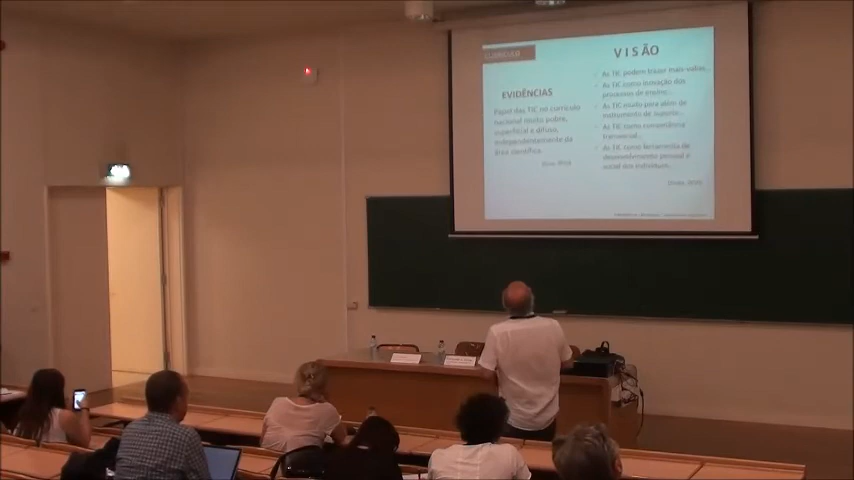 CURRÍCULO
EVIDÊNCIAS
Papel das TIC no currículo
nacional muito pobre,
superficial e difuso,
independentemente da
área científica.
VISÃO
As TIC podem trazer mais valias...
As TIC como inovação dos
processos de ensino...
As TIC muito para além de
instrumento de suporte...
As TIC como competência
transversal...
As TIC como ferramenta de
desenvolvimento pessoal e
social dos indivíduos...